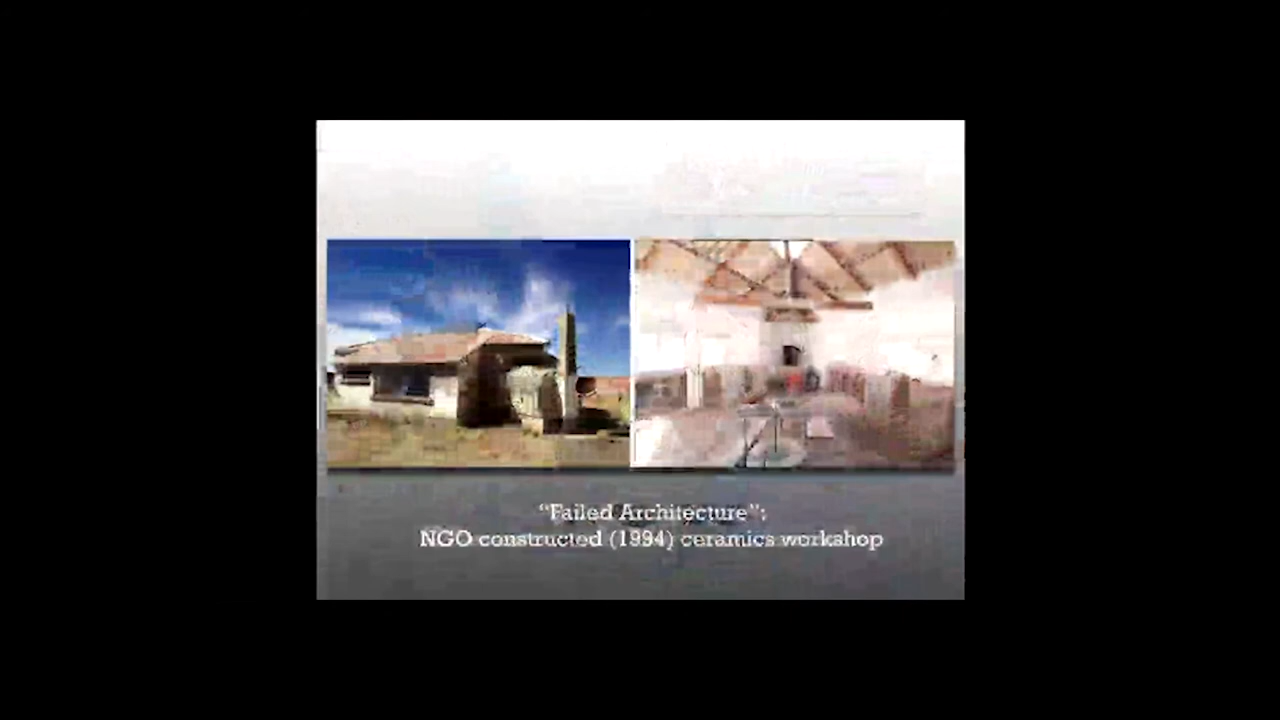 “Failed Architecture”:
NGO constructed (1994) ceramics workshop